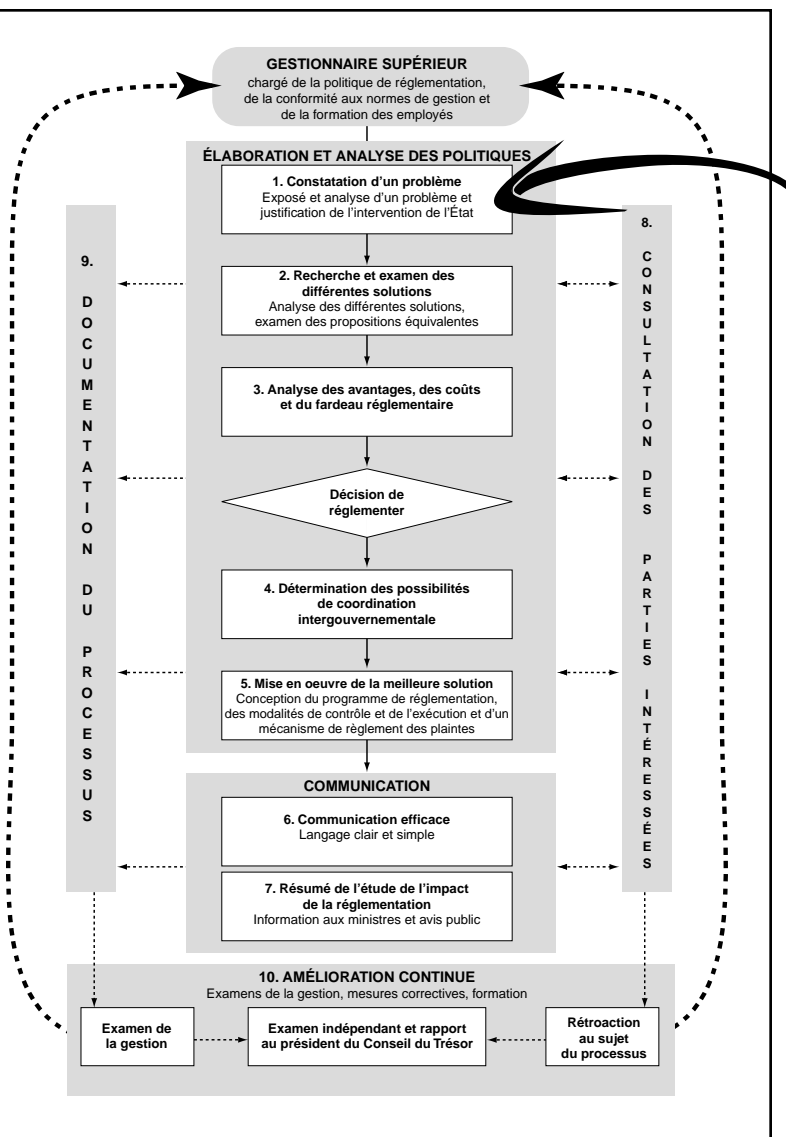 GESTIONNAIRE SUPÉRIEUR
chargé de la politique de réglementation,
de la conformité aux normes de gestion et
de la formation des employés
ÉLABORATION ET ANALYSE DES POLITIQUES
1. Constatation d'un problème
Exposé et analyse d'un problème et
justification de l'intervention de l'État
2. Recherche et examen des
différentes solutions
Analyse des différentes solutions,
examen des propositions équivalentes
3. Analyse des avantages, des coûts
et du fardeau réglementaire
Décision de
réglementer
4. Détermination des possibilités
de coordination
intergouvernementale
5. Mise en oeuvre de la meilleure solution
Conception du programme de réglementation,
des modalités de contrôle et de l'exécution et d'un
mécanisme de règlement des plaintes
COMMUNICATION
6. Communication efficace
Langage clair et simple
7. Résumé de l'étude de l'impact
de la réglementation
Information aux ministres et avis public
9. DOCUMENTATION DU PROCESSUS
8. CONSULTATION DES PARTIES INTÉRESSÉES
10. AMÉLIORATION CONTINUE
Examens de la gestion, mesures correctives, formation
Examen de
la gestion
Examen indépendant et rapport
au président du Conseil du Trésor
Rétroaction
au sujet
du processus